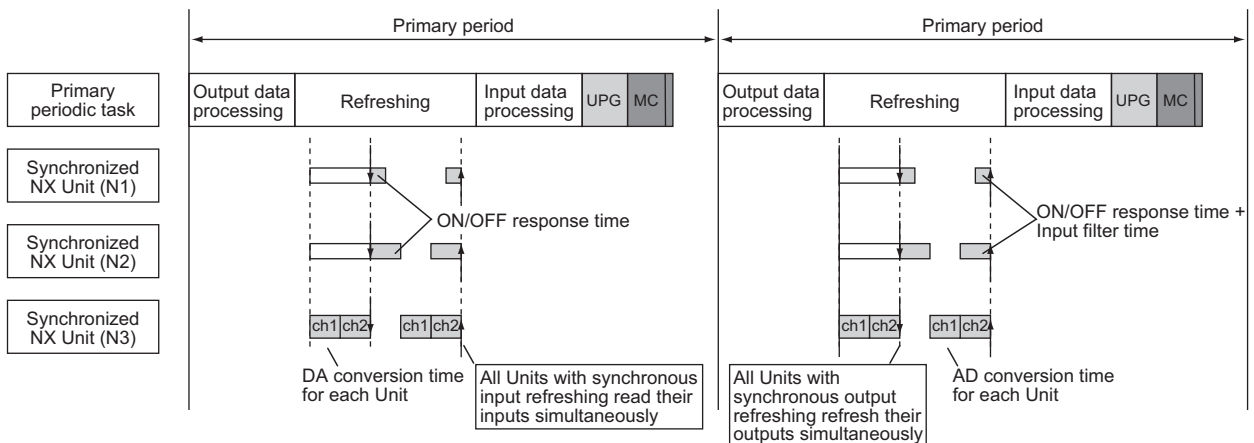 Primary period
Primary period
Primary
periodic task
Output data
processing
Refreshing
Input data
processing
UPG
MC
Output data
processing
Refreshing
Input data
processing
UPG
MC
Synchronized
NX Unit (N1)
ON/OFF response time
ON/OFF response time +
Input filter time
Synchronized
NX Unit (N2)
Synchronized
NX Unit (N3)
ch1
ch2
ch1
ch2
ch1
ch2
ch1
ch2
DA conversion time
for each Unit
All Units with synchronous
input refreshing read their
inputs simultaneously
All Units with
synchronous output
refreshing refresh their
outputs simultaneously
AD conversion time
for each Unit